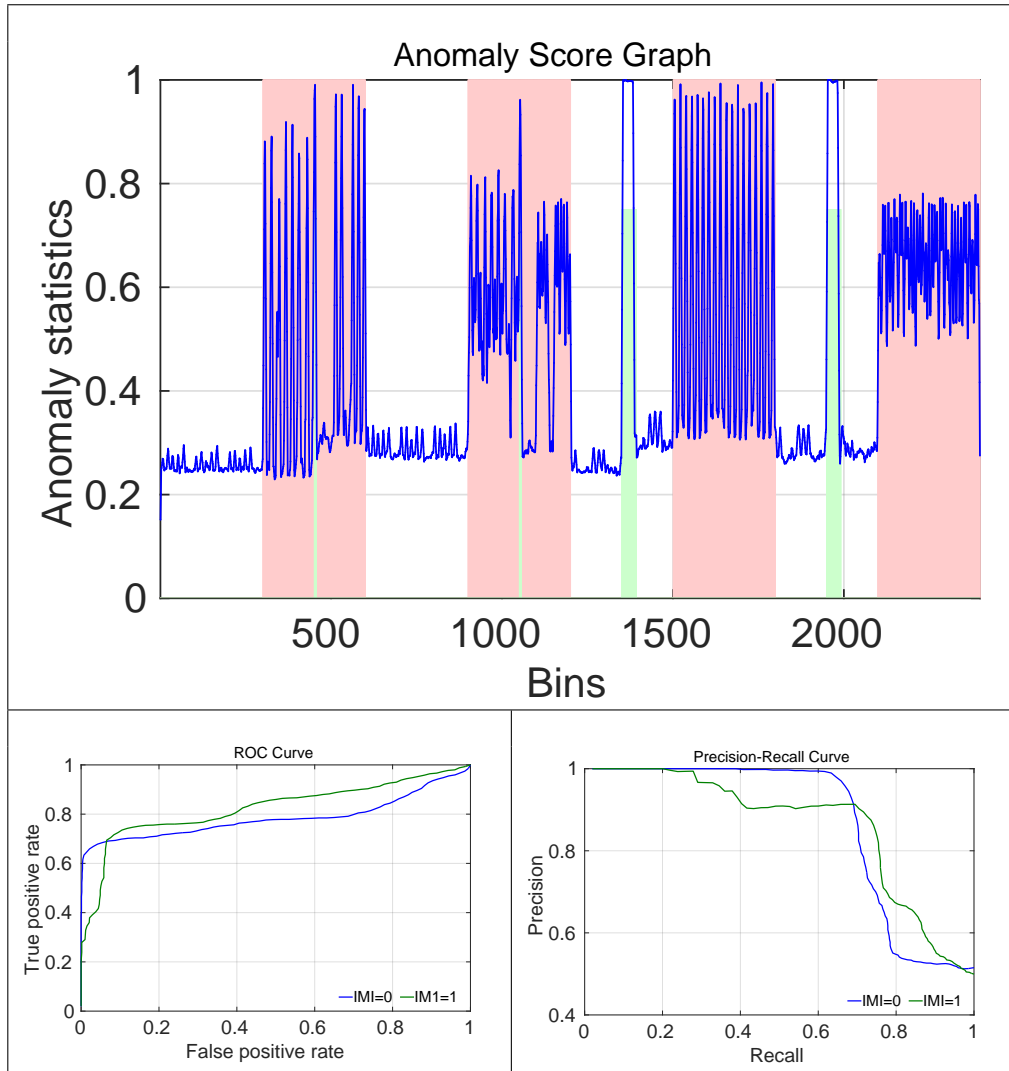 Anomaly Score Graph
Anomaly statistics
1
0.8
0.6
0.4
0.2
0
500
1000
1500
2000
Bins
ROC Curve
True positive rate
1
0.8
0.6
0.4
0.2
0
IMI=0
IM1=1
0
0.2
0.4
0.6
0.8
1
False positive rate
Precision-Recall Curve
Precision
1
0.8
0.6
0.4
IMI=0
IMI=1
0
0.2
0.4
0.6
0.8
1
Recall